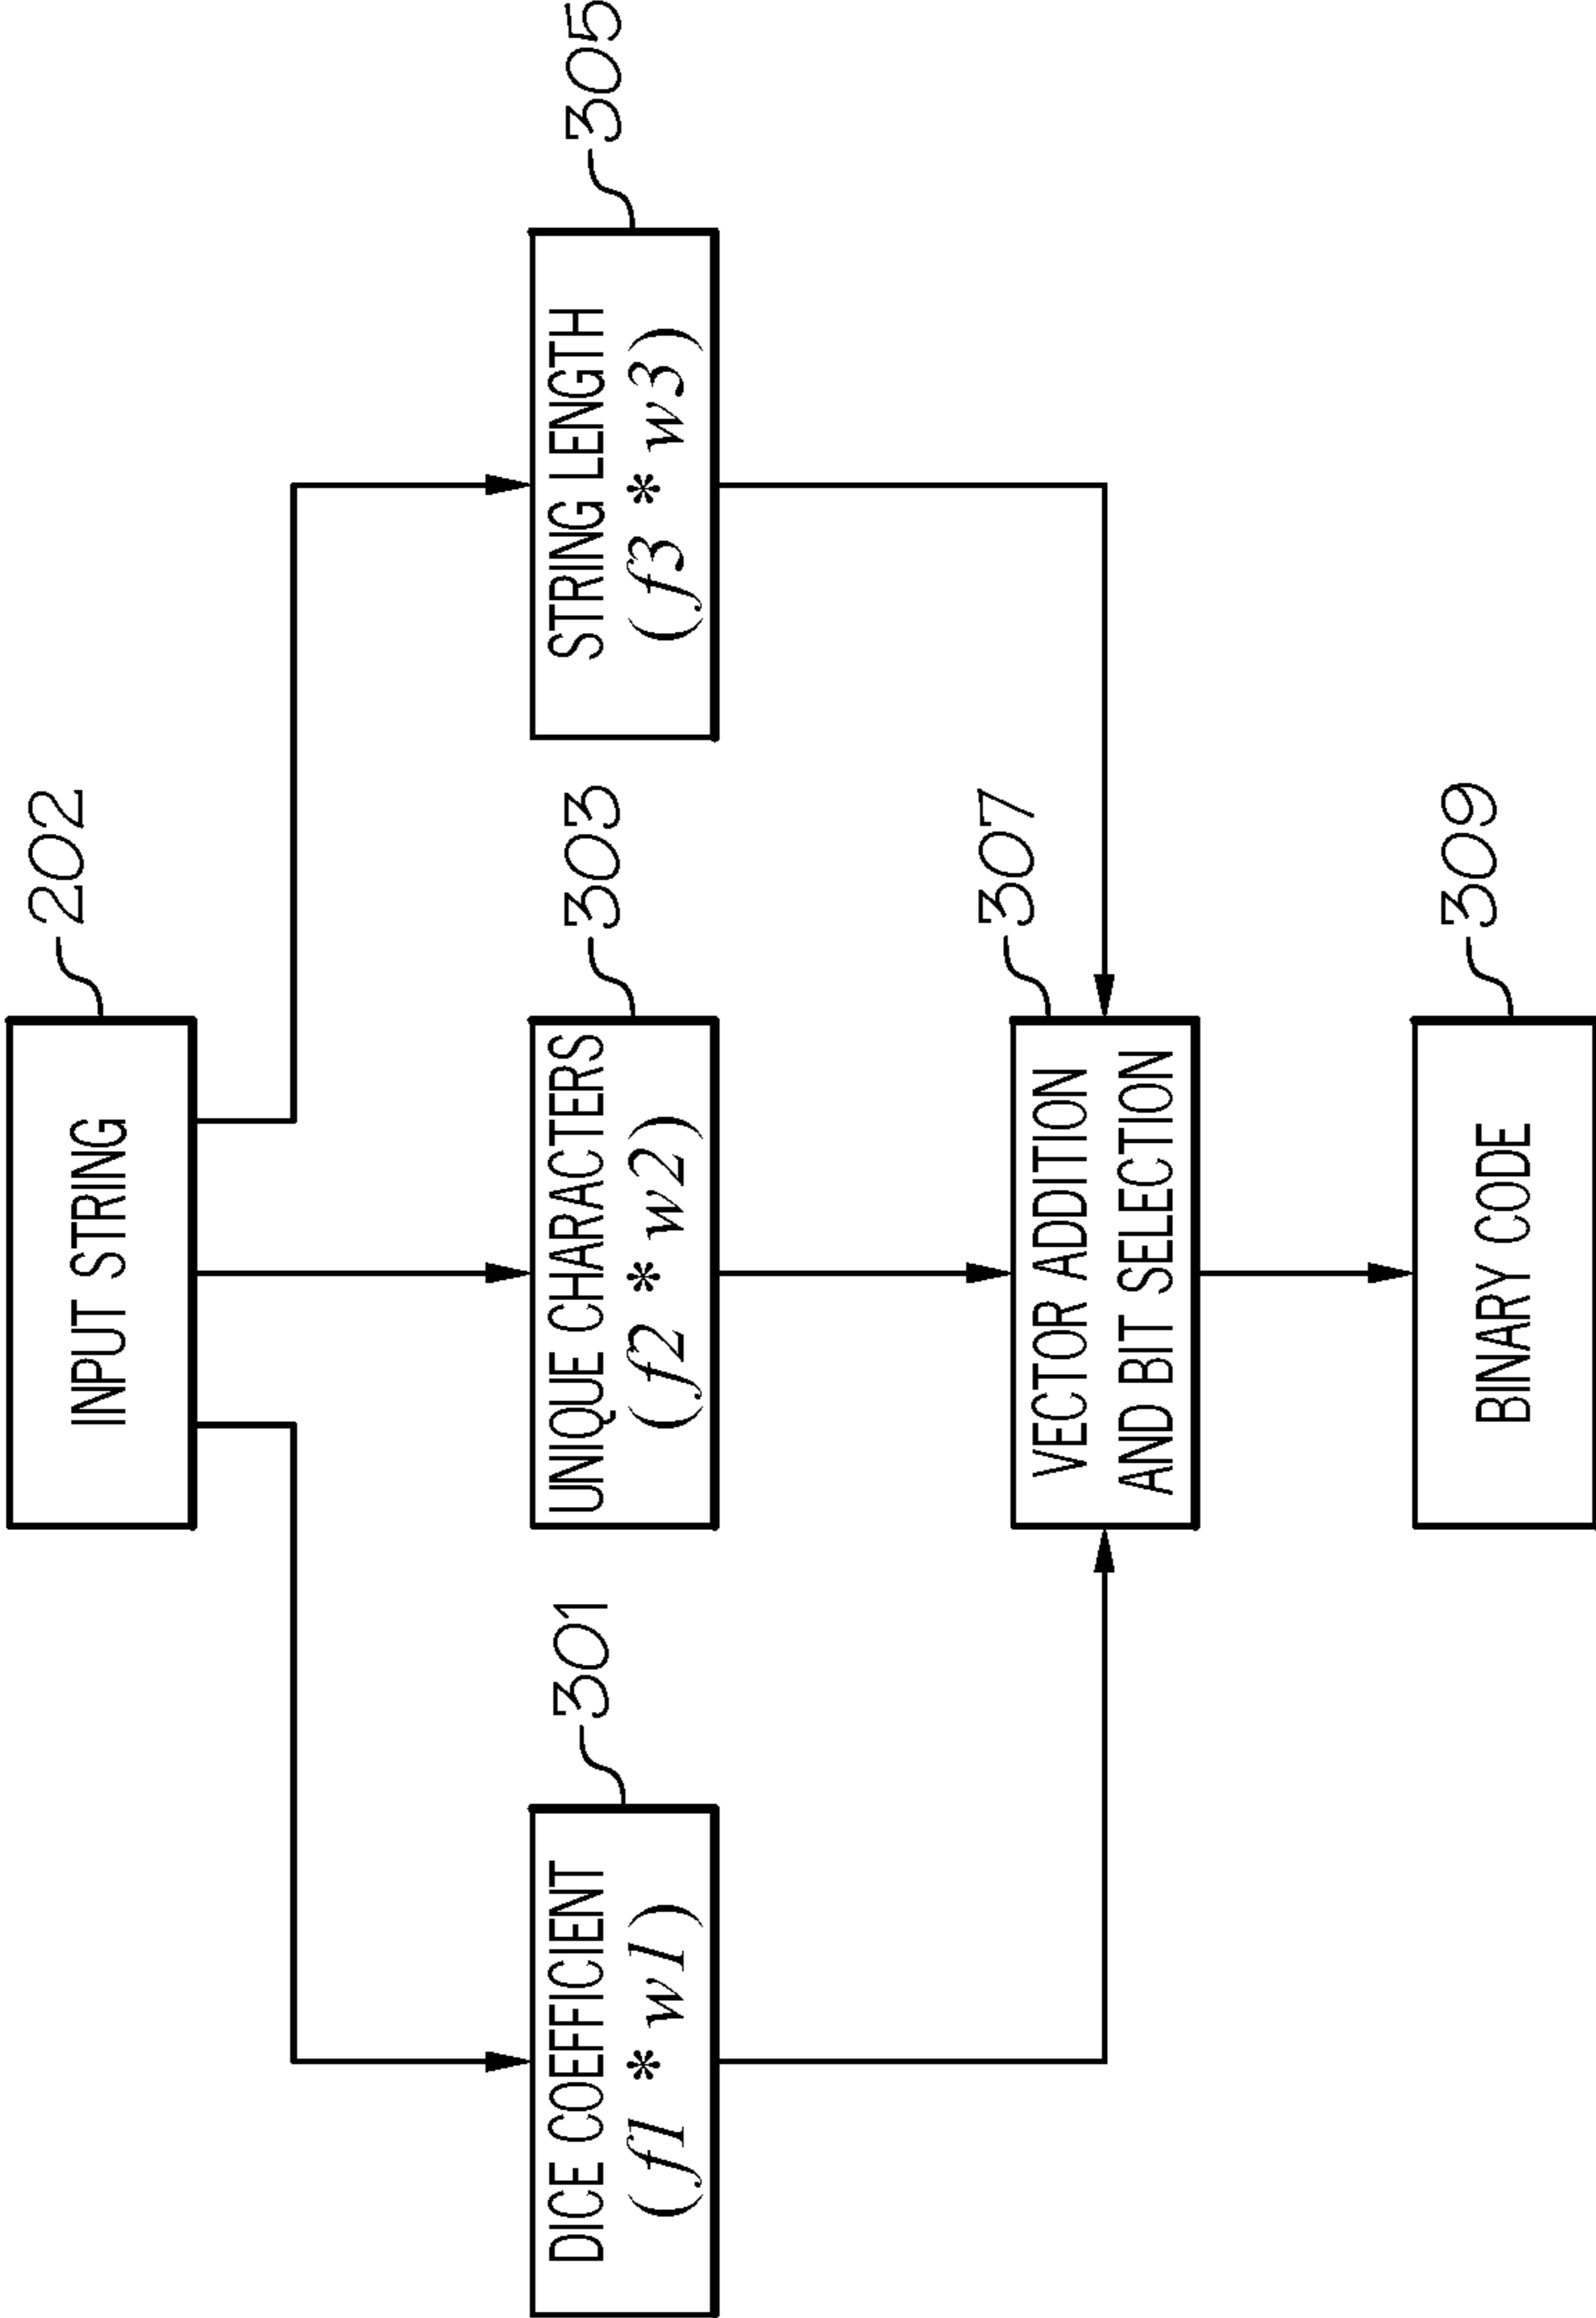 INPUT STRING
202
DICE COEFFICIENT
(f1 * w1)
301
UNIQUE CHARACTERS
(f2 * w2)
303
STRING LENGTH
(f3 * w3)
305
VECTOR ADDITION
AND BIT SELECTION
307
BINARY CODE
309